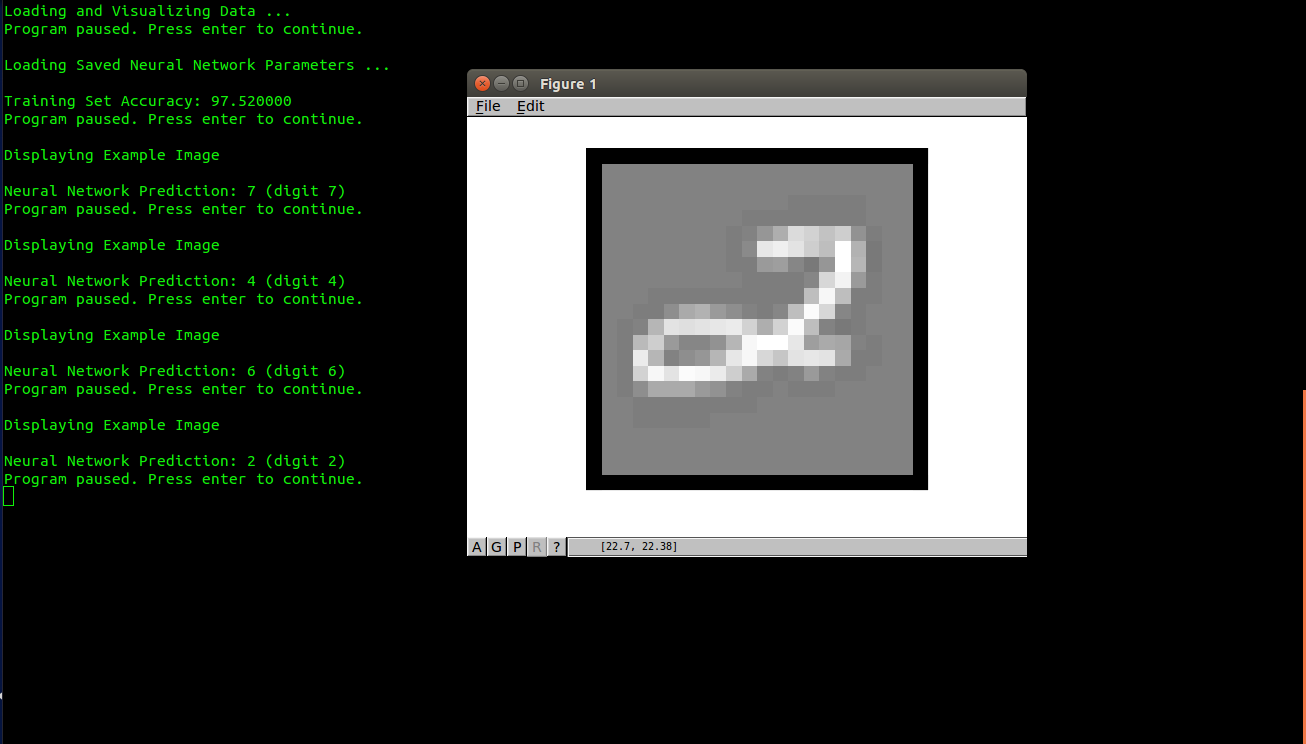 Loading and Visualizing Data ...
Program paused. Press enter to continue.
Loading Saved Neural Network Parameters ...
Training Set Accuracy: 97.520000
Program paused. Press enter to continue.
Displaying Example Image
Neural Network Prediction: 7 (digit 7)
Program paused. Press enter to continue.
Displaying Example Image
Neural Network Prediction: 4 (digit 4)
Program paused. Press enter to continue.
Displaying Example Image
Neural Network Prediction: 6 (digit 6)
Program paused. Press enter to continue.
Displaying Example Image
Neural Network Prediction: 2 (digit 2)
Program paused. Press enter to continue.
Figure 1
File Edit
2
A G P R ? [22.7, 22.38]